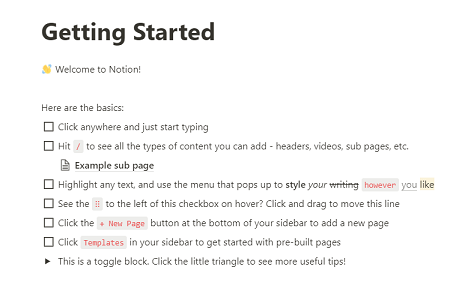 Getting Started
👋 Welcome to Notion!
Here are the basics:
Click anywhere and just start typing
Hit / to see all the types of content you can add - headers, videos, sub pages, etc.
Example sub page
Highlight any text, and use the menu that pops up to style your writing however you like
See the ⠿ to the left of this checkbox on hover? Click and drag to move this line
Click the + New Page button at the bottom of your sidebar to add a new page
Click Templates in your sidebar to get started with pre-built pages
This is a toggle block. Click the little triangle to see more useful tips!